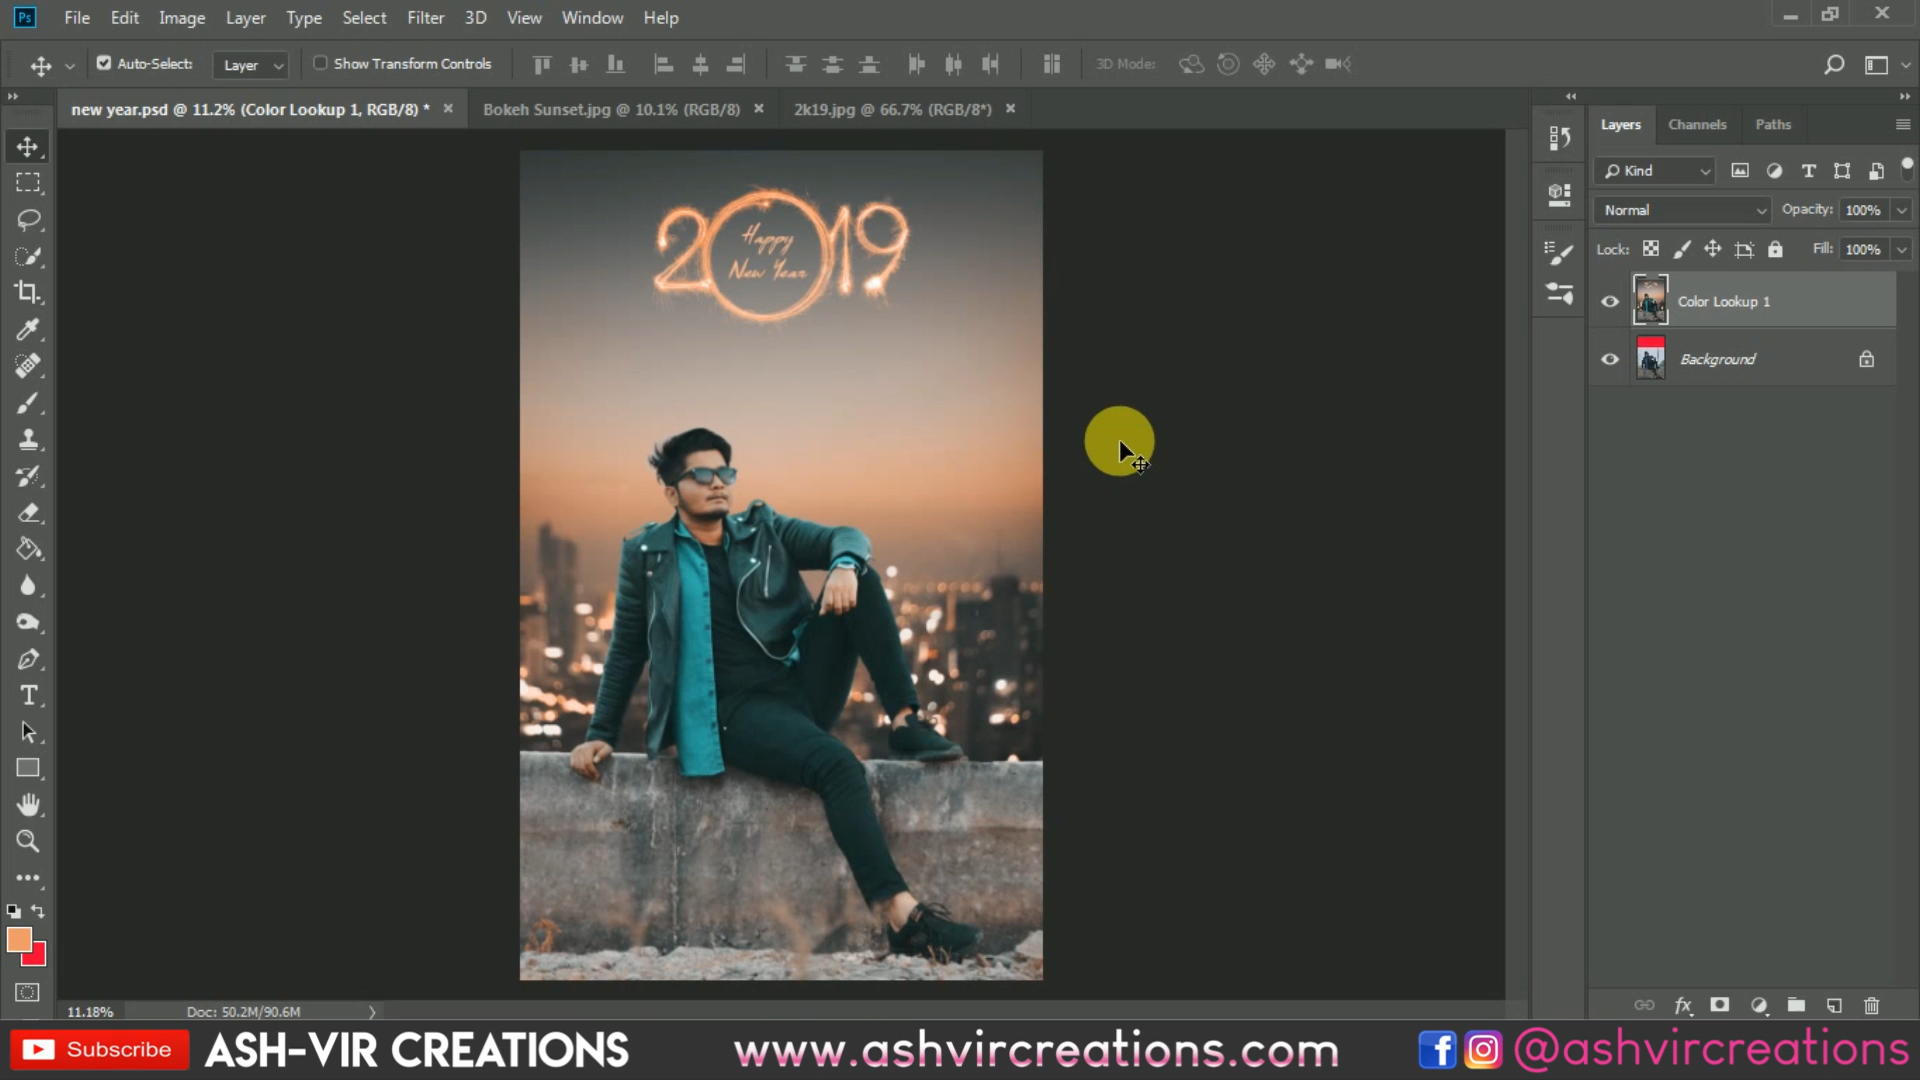 Ps File Edit Image Layer Type Select Filter 3D View Window Help
Auto-Select: Layer Show Transform Controls 3D Mode:
new year.psd @ 11.2% (Color Lookup 1, RGB/8) * Bokeh Sunset.jpg @ 10.1% (RGB/8) 2k19.jpg @ 66.7% (RGB/8*)
Layers Channels Paths
Kind
Normal Opacity: 100%
Lock: Fill: 100%
Color Lookup 1
Background
2019
Happy
New Year
11.18% Doc: 50.2M/90.6M
Subscribe ASH-VIR CREATIONS www.ashvircreations.com @ashvircreations